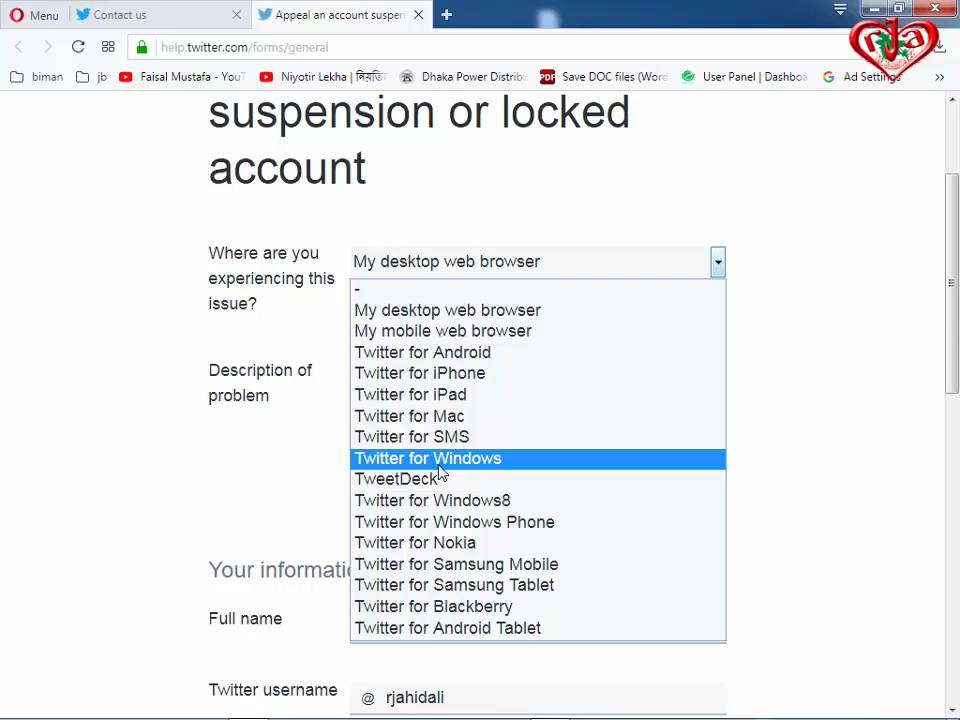 Menu
Contact us
Appeal an account suspen
help.twitter.com/forms/general
biman
jb
Faisal Mustafa - YouT
Niyotir Lekha | নিয়তির
Dhaka Power Distribu
PDF
Save DOC files (Word
User Panel | Dashboa
Ad Settings
rja
suspension or locked
account
Where are you
experiencing this
issue?
My desktop web browser
-
My desktop web browser
My mobile web browser
Twitter for Android
Twitter for iPhone
Twitter for iPad
Twitter for Mac
Twitter for SMS
Twitter for Windows
TweetDeck
Twitter for Windows8
Twitter for Windows Phone
Twitter for Nokia
Twitter for Samsung Mobile
Twitter for Samsung Tablet
Twitter for Blackberry
Twitter for Android Tablet
Description of
problem
Your informati
Full name
Twitter username
@ rjahidali